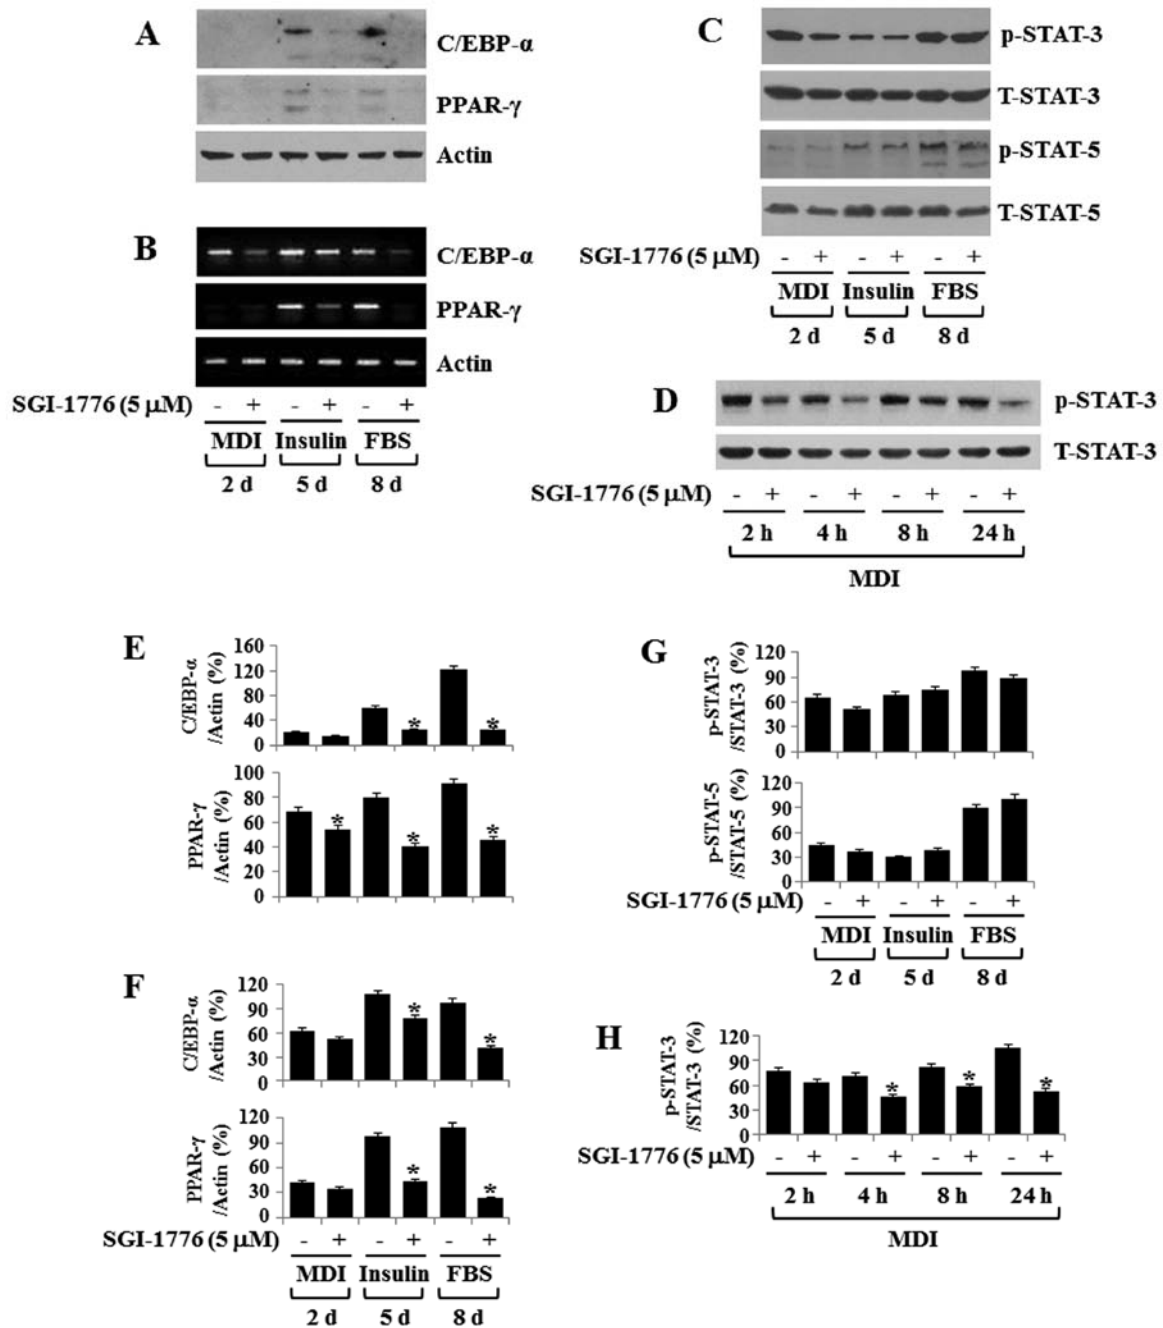 A
C/EBP-α
PPAR-γ
Actin
B
C/EBP-α
PPAR-γ
Actin
SGI-1776 (5 μM) - + - + - +
MDI Insulin FBS
2 d 5 d 8 d
C
p-STAT-3
T-STAT-3
p-STAT-5
T-STAT-5
SGI-1776 (5 μM) - + - + - +
MDI Insulin FBS
2 d 5 d 8 d
D
p-STAT-3
T-STAT-3
SGI-1776 (5 μM) - + - + - + - +
2 h 4 h 8 h 24 h
MDI
E
C/EBP-α
/Actin (%)
160
120
80
40
0
* *
PPAR-γ
/Actin (%)
100
80
60
40
20
0
* * *
F
C/EBP-α
/Actin (%)
120
90
60
30
0
* *
PPAR-γ
/Actin (%)
120
90
60
30
0
* *
SGI-1776 (5 μM) - + - + - +
MDI Insulin FBS
2 d 5 d 8 d
G
p-STAT-3
/STAT-3 (%)
120
90
60
30
0
p-STAT-5
/STAT-5 (%)
120
90
60
30
0
SGI-1776 (5 μM) - + - + - +
MDI Insulin FBS
2 d 5 d 8 d
H
p-STAT-3
/STAT-3 (%)
120
90
60
30
0
* * *
SGI-1776 (5 μM) - + - + - + - +
2 h 4 h 8 h 24 h
MDI